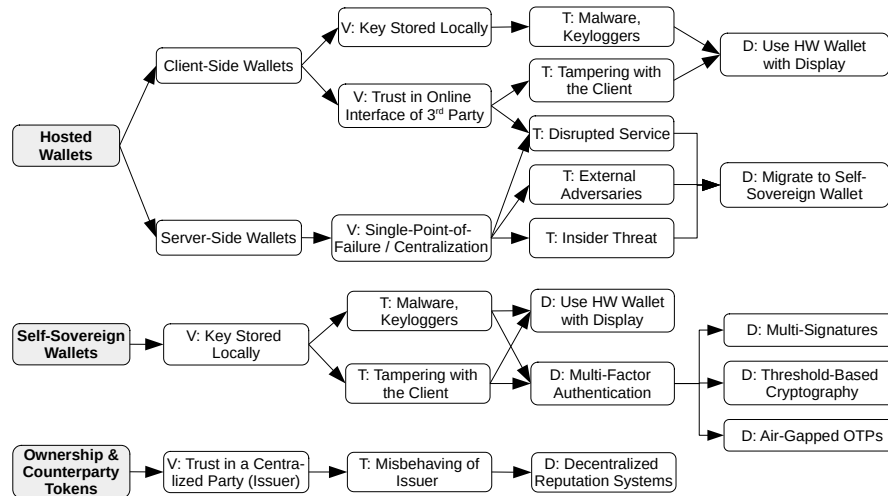 V: Key Stored Locally
T: Malware,
Keyloggers
D: Use HW Wallet
with Display
Client-Side Wallets
V: Trust in Online
Interface of 3rd Party
T: Tampering with
the Client
Hosted
Wallets
T: Disrupted Service
T: External
Adversaries
D: Migrate to Self-
Sovereign Wallet
Server-Side Wallets
V: Single-Point-of-
Failure / Centralization
T: Insider Threat
Self-Sovereign
Wallets
V: Key Stored
Locally
T: Malware,
Keyloggers
D: Use HW Wallet
with Display
T: Tampering with
the Client
D: Multi-Factor
Authentication
D: Multi-Signatures
D: Threshold-Based
Cryptography
D: Air-Gapped OTPs
Ownership &
Counterparty
Tokens
V: Trust in a Centra-
lized Party (Issuer)
T: Misbehaving of
Issuer
D: Decentralized
Reputation Systems